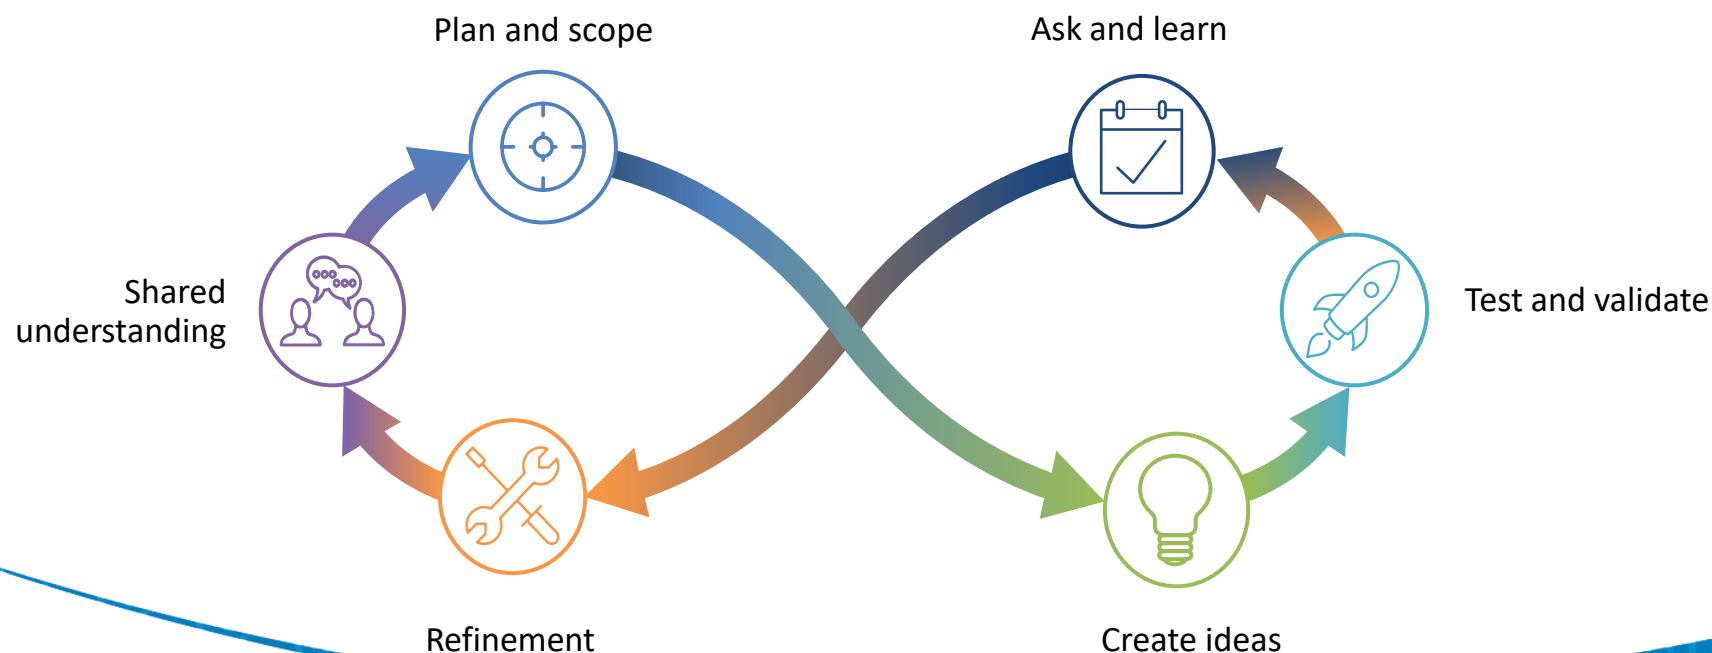 Plan and scope
Ask and learn
Shared
understanding
Test and validate
Refinement
Create ideas